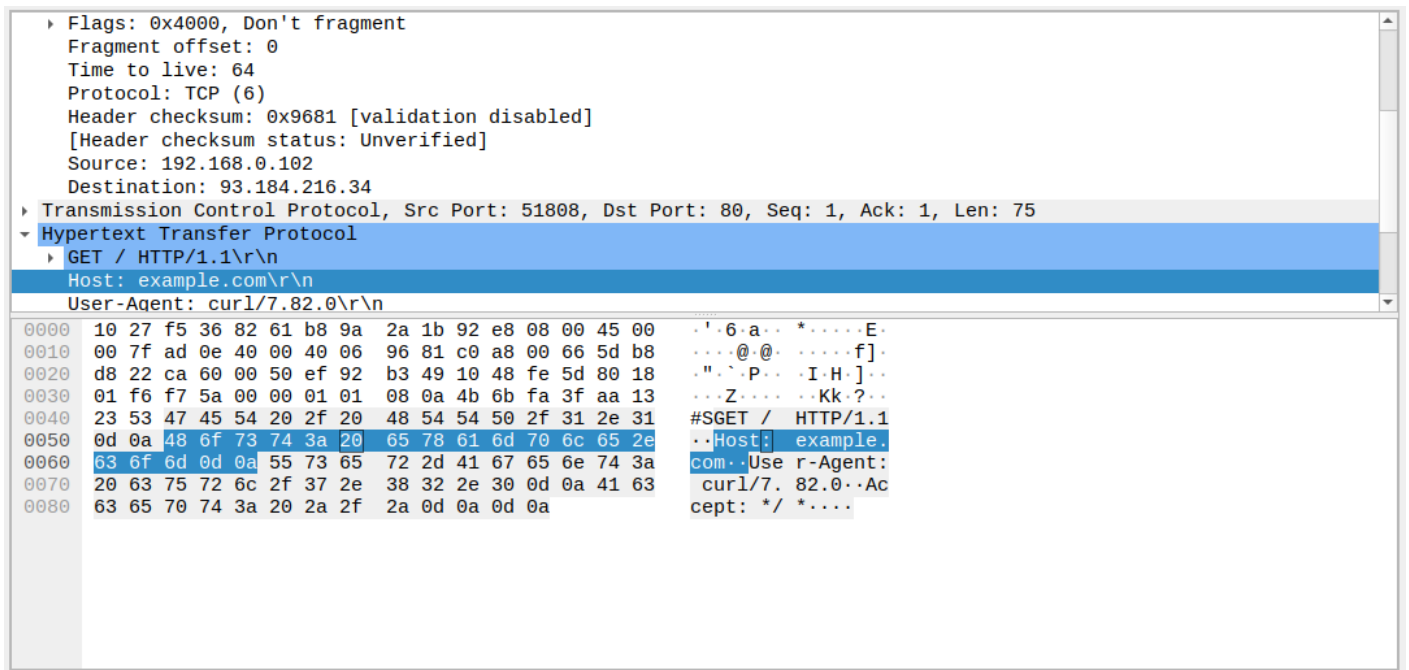 Flags: 0x4000, Don't fragment
Fragment offset: 0
Time to live: 64
Protocol: TCP (6)
Header checksum: 0x9681 [validation disabled]
[Header checksum status: Unverified]
Source: 192.168.0.102
Destination: 93.184.216.34
Transmission Control Protocol, Src Port: 51808, Dst Port: 80, Seq: 1, Ack: 1, Len: 75
Hypertext Transfer Protocol
GET / HTTP/1.1\r\n
Host: example.com\r\n
User-Agent: curl/7.82.0\r\n
0000 10 27 f5 36 82 61 b8 9a 2a 1b 92 e8 08 00 45 00 ·'·6·a·· *·····E·
0010 00 7f ad 0e 40 00 40 06 96 81 c0 a8 00 66 5d b8 ····@·@· ·····f]·
0020 d8 22 ca 60 00 50 ef 92 b3 49 10 48 fe 5d 80 18 ·"·`·P·· ·I·H·]··
0030 01 f6 f7 5a 00 00 01 01 08 0a 4b 6b fa 3f aa 13 ···Z···· ··Kk·?··
0040 23 53 47 45 54 20 2f 20 48 54 54 50 2f 31 2e 31 #SGET / HTTP/1.1
0050 0d 0a 48 6f 73 74 3a 20 65 78 61 6d 70 6c 65 2e ··Host: example.
0060 63 6f 6d 0d 0a 55 73 65 72 2d 41 67 65 6e 74 3a com··Use r-Agent:
0070 20 63 75 72 6c 2f 37 2e 38 32 2e 30 0d 0a 41 63 curl/7. 82.0··Ac
0080 63 65 70 74 3a 20 2a 2f 2a 0d 0a 0d 0a cept: */ *····